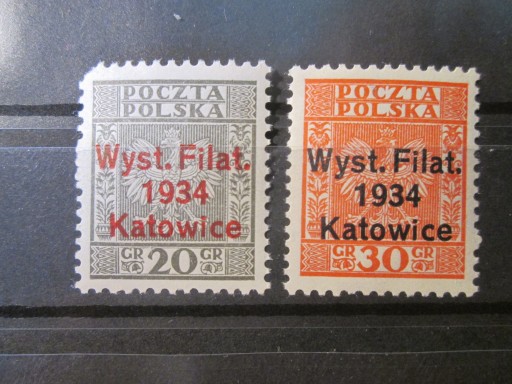 POCZTA
POLSKA
Wyst. Filat.
1934
Katowice
GR 20 GR
POCZTA
POLSKA
Wyst. Filat.
1934
Katowice
GR 30 GR